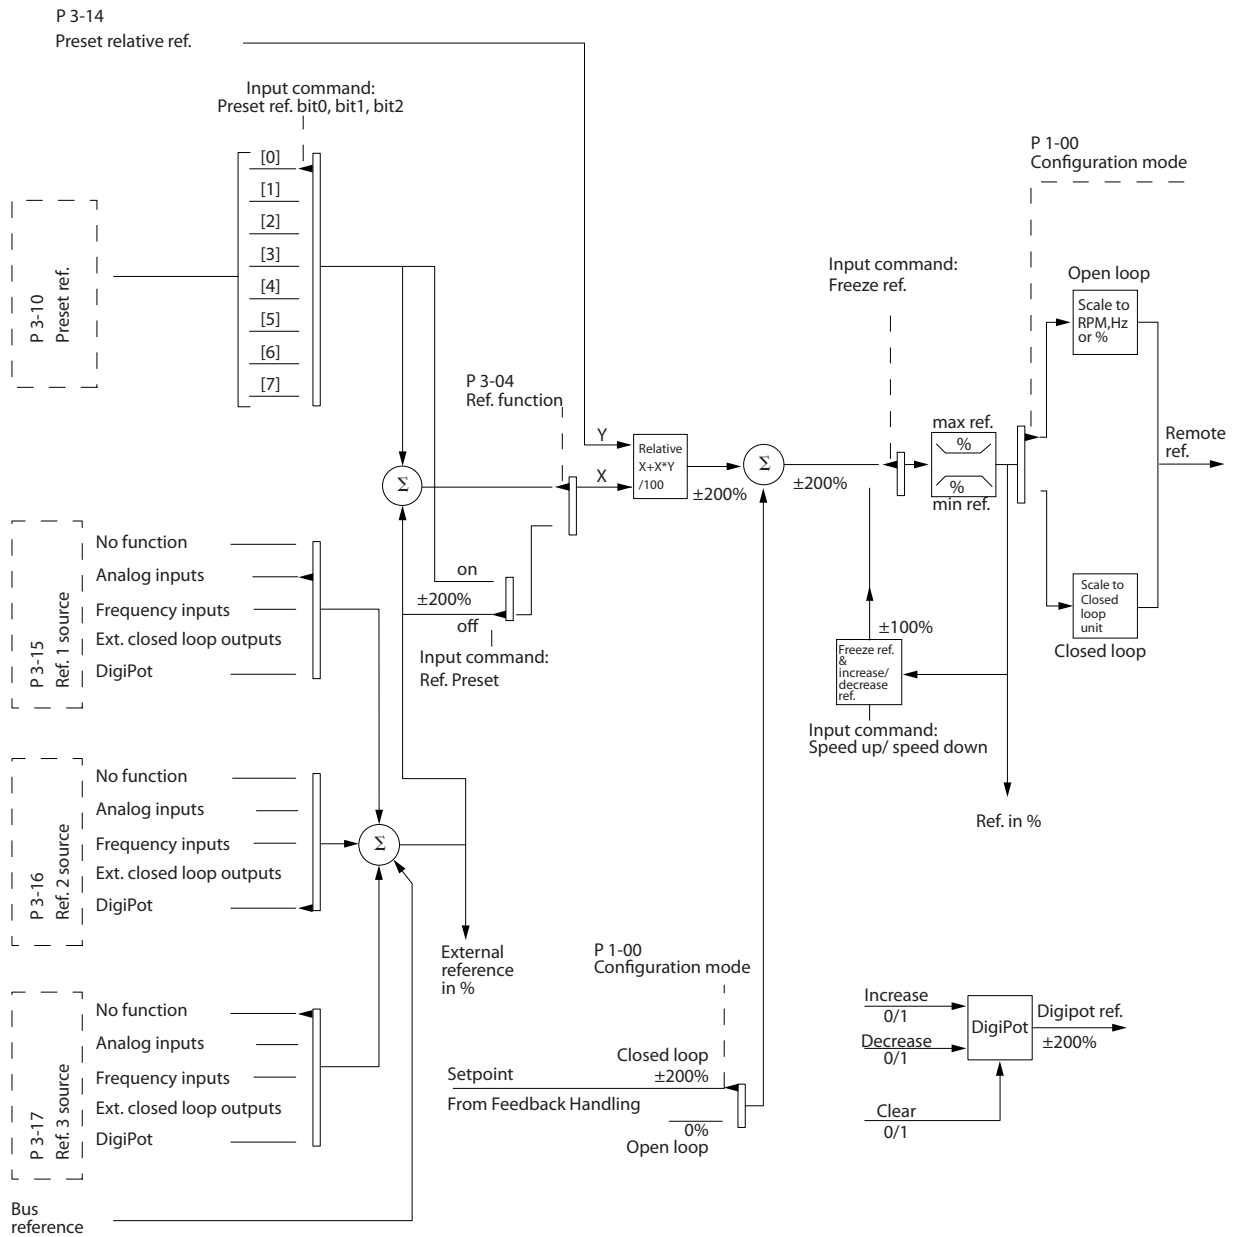 P 3-14
Preset relative ref.
Input command:
Preset ref. bit0, bit1, bit2
[0]
[1]
[2]
[3]
[4]
[5]
[6]
[7]
P 3-10
Preset ref.
P 1-00
Configuration mode
Input command:
Freeze ref.
Open loop
Scale to
RPM,Hz
or %
P 3-04
Ref. function
Y
X
Relative
X+X*Y
/100
±200%
Σ
±200%
max ref.
%
%
min ref.
Remote
ref.
Σ
on
±200%
off
Input command:
Ref. Preset
P 3-15
Ref. 1 source
No function
Analog inputs
Frequency inputs
Ext. closed loop outputs
DigiPot
±100%
Freeze ref.
&
increase/
decrease
ref.
Input command:
Speed up/ speed down
Scale to
Closed
loop
unit
Closed loop
Ref. in %
P 3-16
Ref. 2 source
No function
Analog inputs
Frequency inputs
Ext. closed loop outputs
DigiPot
Σ
External
reference
in %
P 1-00
Configuration mode
Closed loop
±200%
Setpoint
From Feedback Handling
0%
Open loop
Increase
0/1
Decrease
0/1
DigiPot
Digipot ref.
±200%
Clear
0/1
P 3-17
Ref. 3 source
No function
Analog inputs
Frequency inputs
Ext. closed loop outputs
DigiPot
Bus
reference